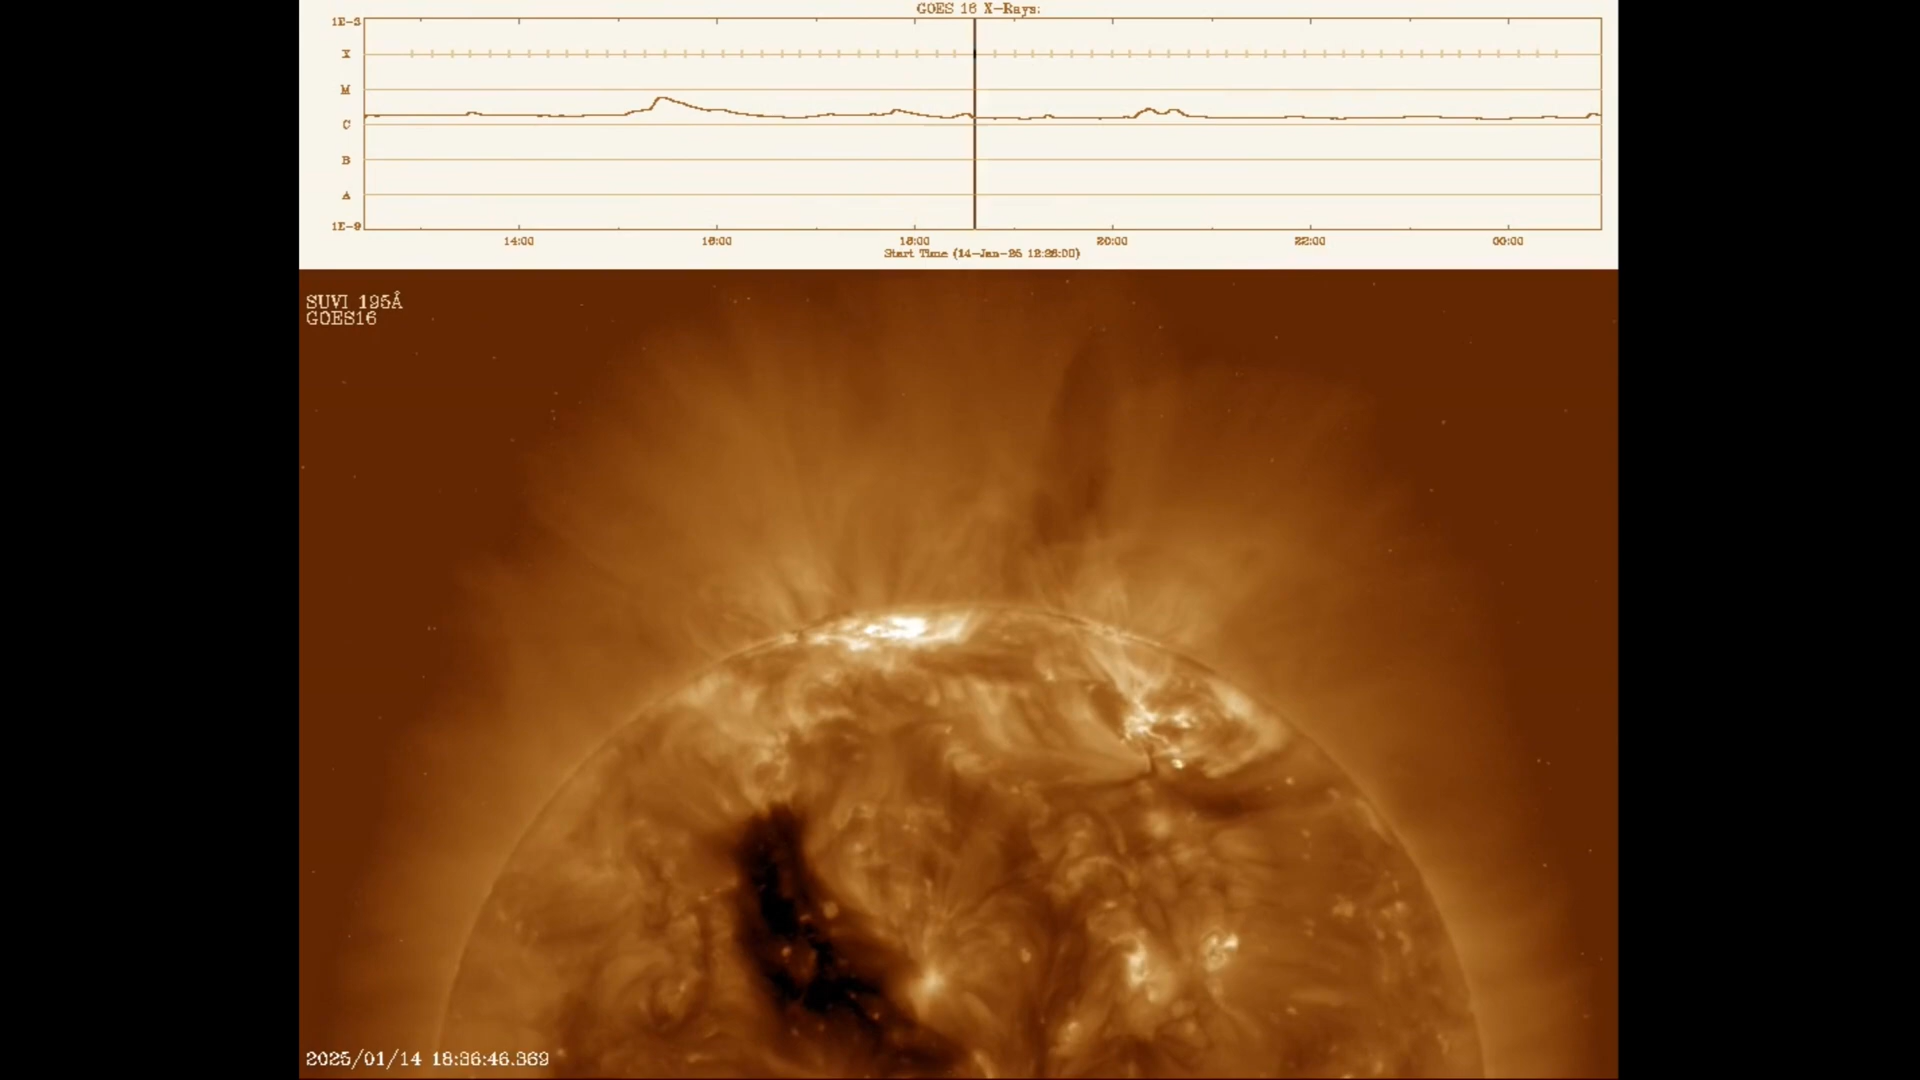 GOES 16 X-Rays:
1E-3
X
M
C
B
A
1E-9
14:00 16:00 18:00 20:00 22:00 00:00
Start Time (14-Jan-25 12:26:00)
SUVI 195Å
GOES16
2025/01/14 18:36:46.369